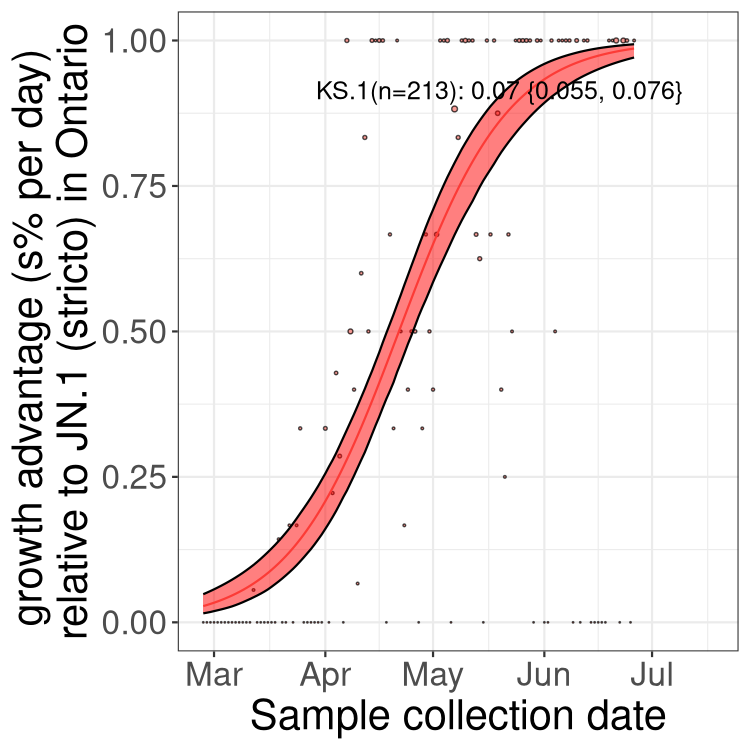 growth advantage (s% per day)
relative to JN.1 (stricto) in Ontario
1.00
0.75
0.50
0.25
0.00
KS.1(n=213): 0.07 {0.055, 0.076}
Mar Apr May Jun Jul
Sample collection date